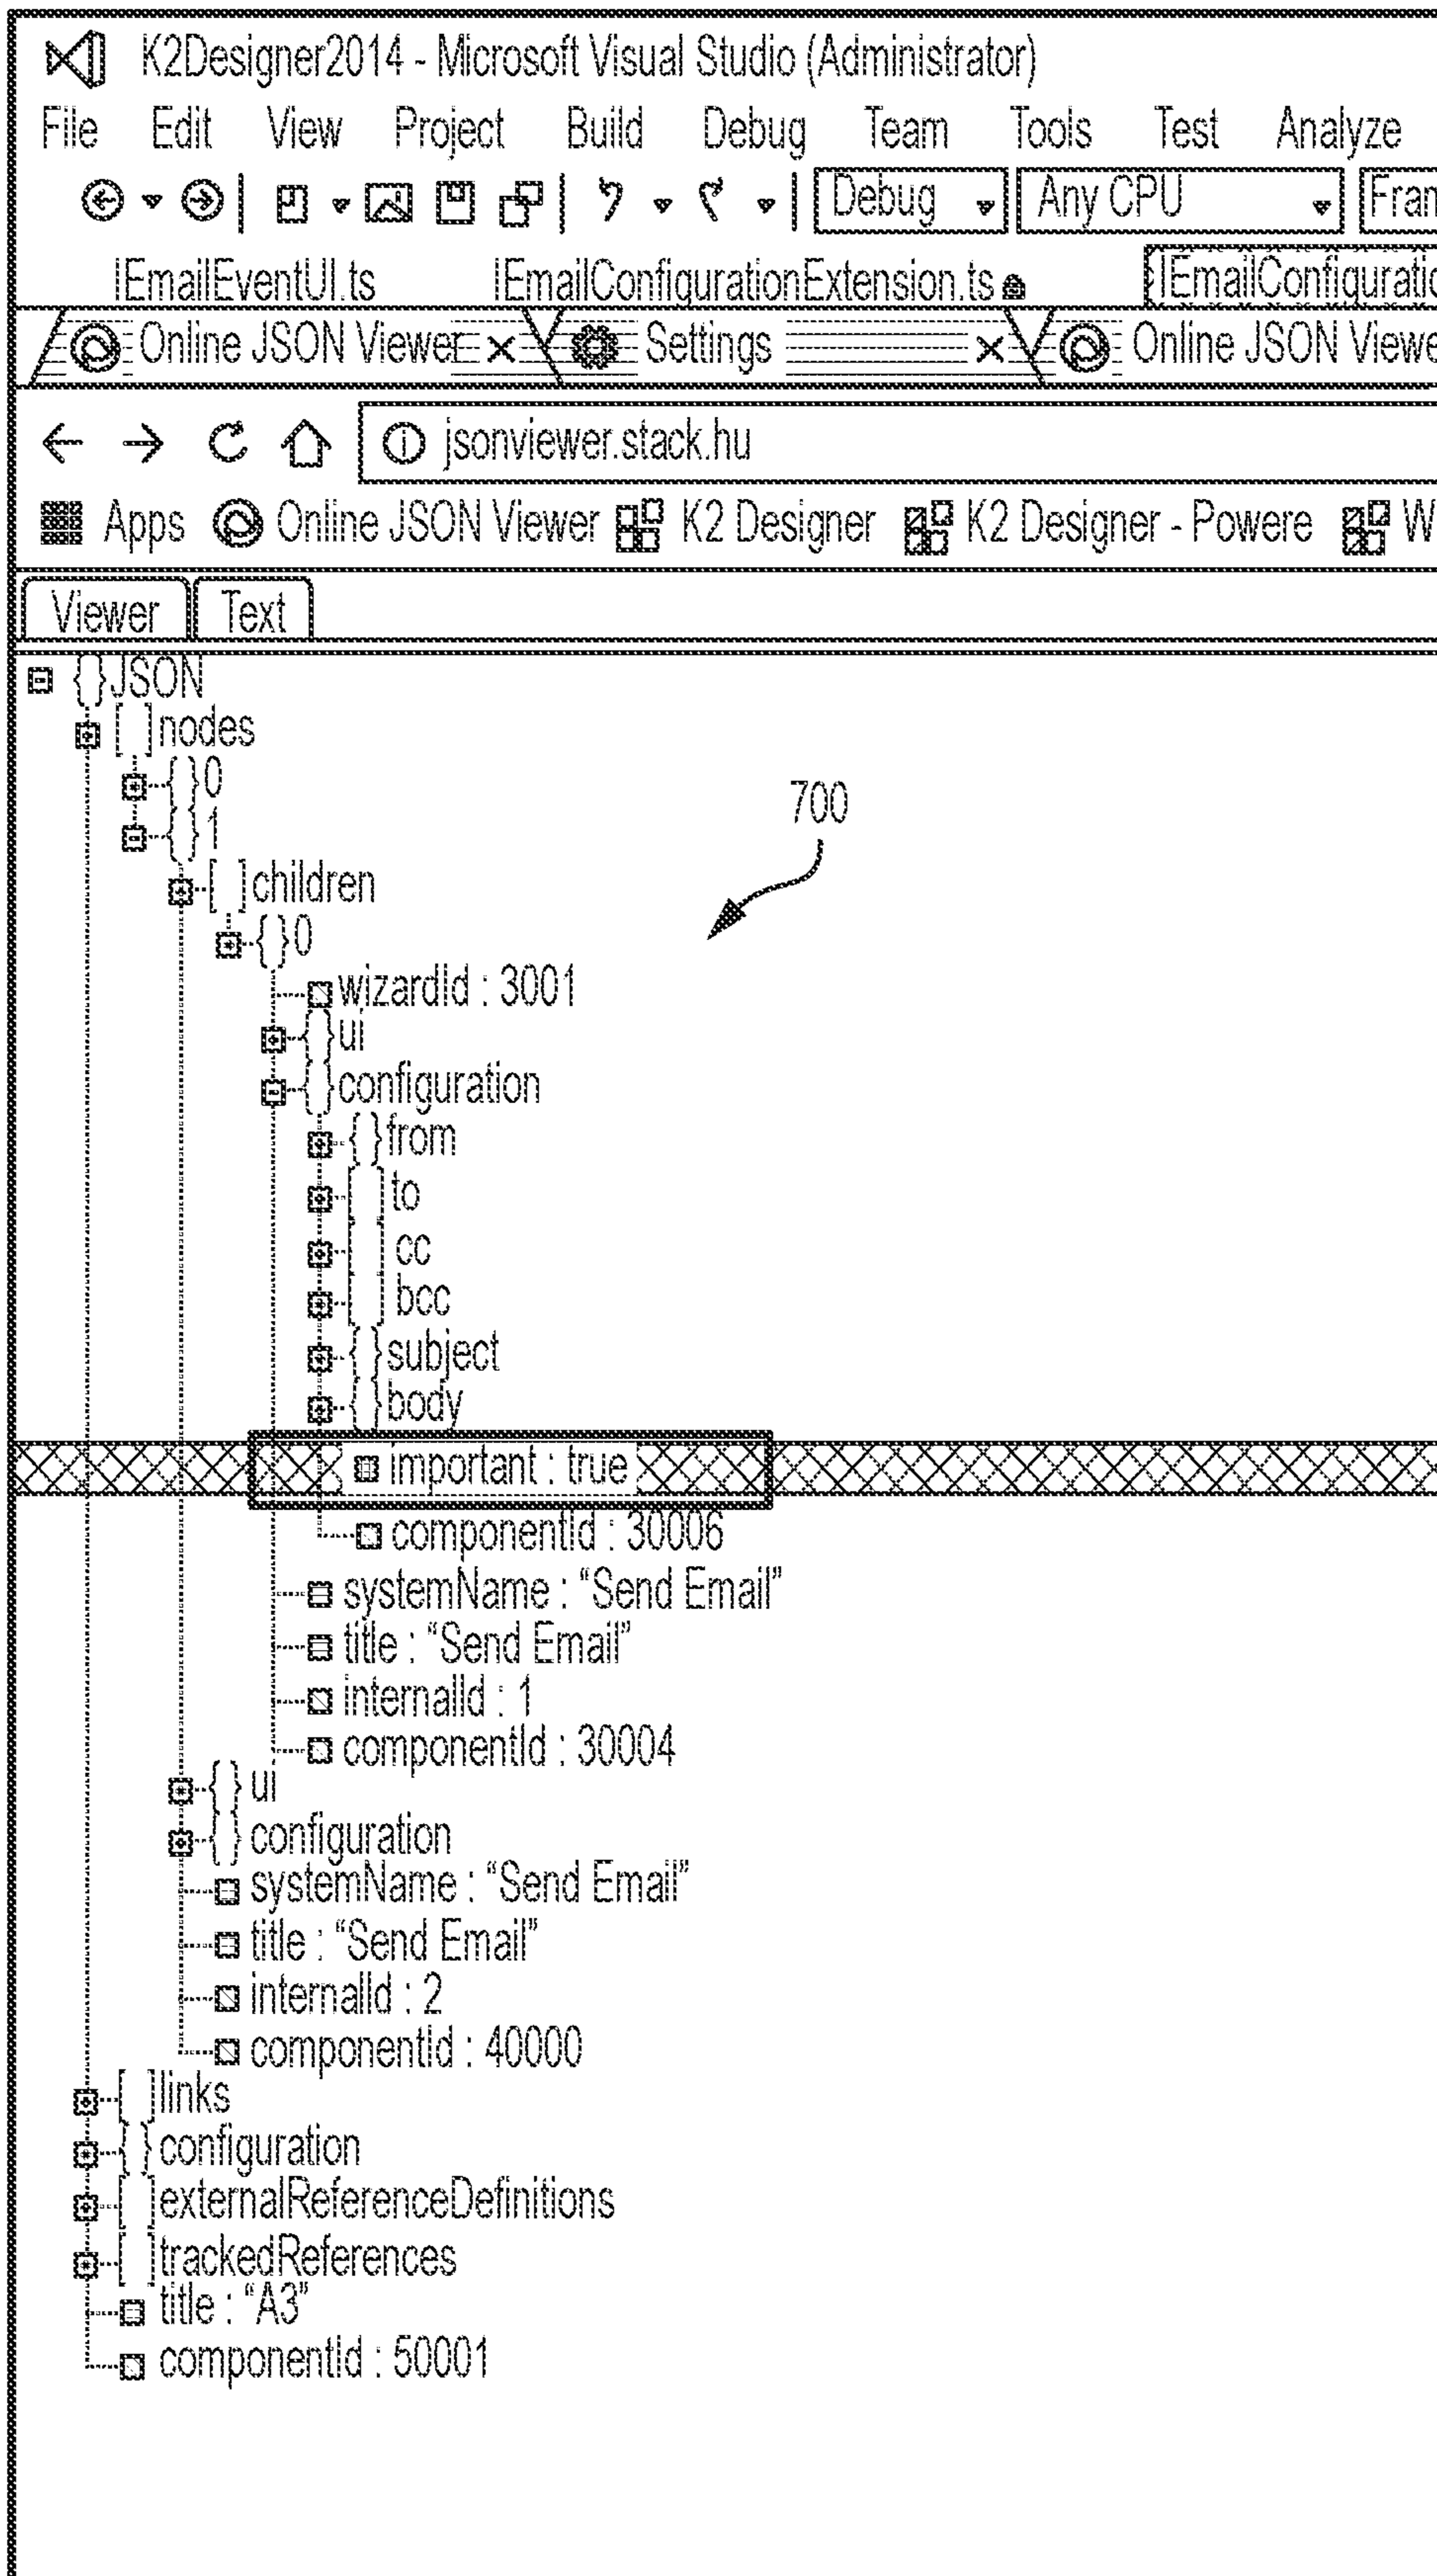 K2Designer2014 - Microsoft Visual Studio (Administrator)
File Edit View Project Build Debug Team Tools Test Analyze
Debug Any CPU Fram
IEmailEventUI.ts IEmailConfigurationExtension.ts IEmailConfiguratio
Online JSON Viewer × Settings × Online JSON Viewe
jsonviewer.stack.hu
Apps Online JSON Viewer K2 Designer K2 Designer - Powere W
Viewer Text
{}JSON
[]nodes
{}0
{}1
700
[]children
{}0
wizardId : 3001
{}ui
{}configuration
{}from
[]to
[]cc
[]bcc
{}subject
{}body
important : true
componentId : 30006
systemName : “Send Email”
title : “Send Email”
internalId : 1
componentId : 30004
{}ui
{}configuration
systemName : “Send Email”
title : “Send Email”
internalId : 2
componentId : 40000
[]links
{}configuration
[]externalReferenceDefinitions
[]trackedReferences
title : “A3”
componentId : 50001